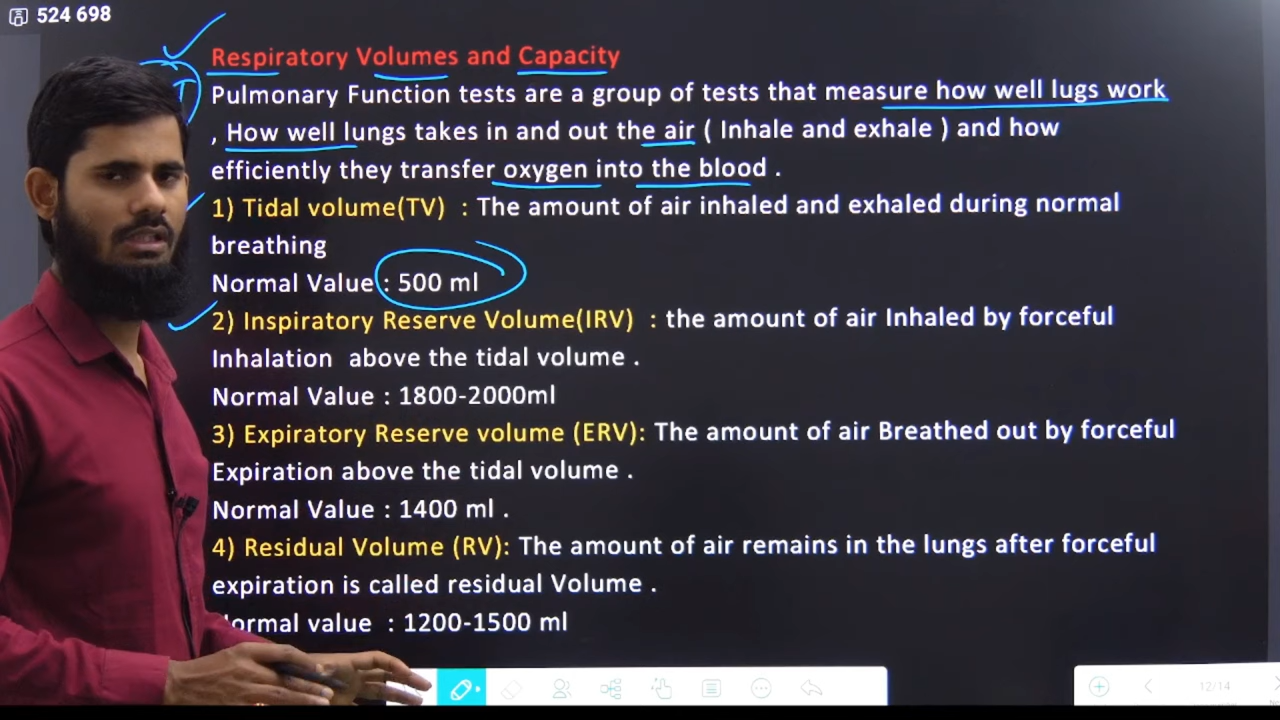 524 698
Respiratory Volumes and Capacity
Pulmonary Function tests are a group of tests that measure how well lugs work
, How well lungs takes in and out the air ( Inhale and exhale ) and how
efficiently they transfer oxygen into the blood .
1) Tidal volume(TV) : The amount of air inhaled and exhaled during normal
breathing
Normal Value : 500 ml
2) Inspiratory Reserve Volume(IRV) : the amount of air Inhaled by forceful
Inhalation above the tidal volume .
Normal Value : 1800-2000ml
3) Expiratory Reserve volume (ERV): The amount of air Breathed out by forceful
Expiration above the tidal volume .
Normal Value : 1400 ml .
4) Residual Volume (RV): The amount of air remains in the lungs after forceful
expiration is called residual Volume .
Normal value : 1200-1500 ml
12/14